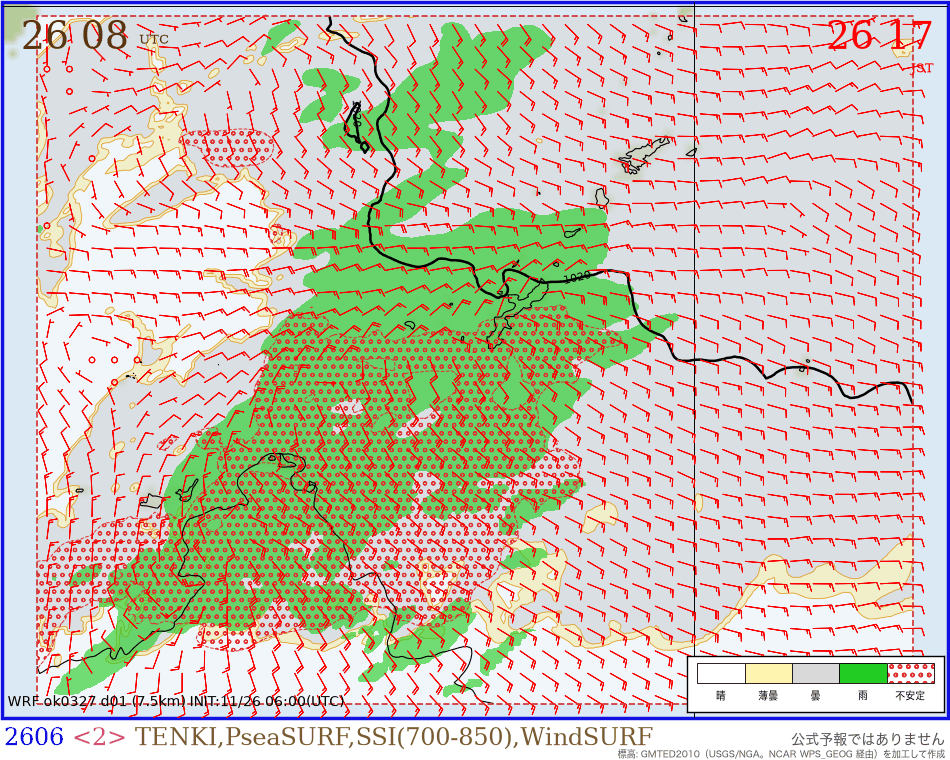 26 08 UTC
26 17
JST
1020
1020
晴 薄曇 曇 雨 不安定
WRF ok0327 d01 (7.5km) INIT:11/26 06:00(UTC)
2606 <2> TENKI,PseaSURF,SSI(700-850),WindSURF
公式予報ではありません
標高: GMTED2010（USGS/NGA。NCAR WPS_GEOG 経由）を加工して作成